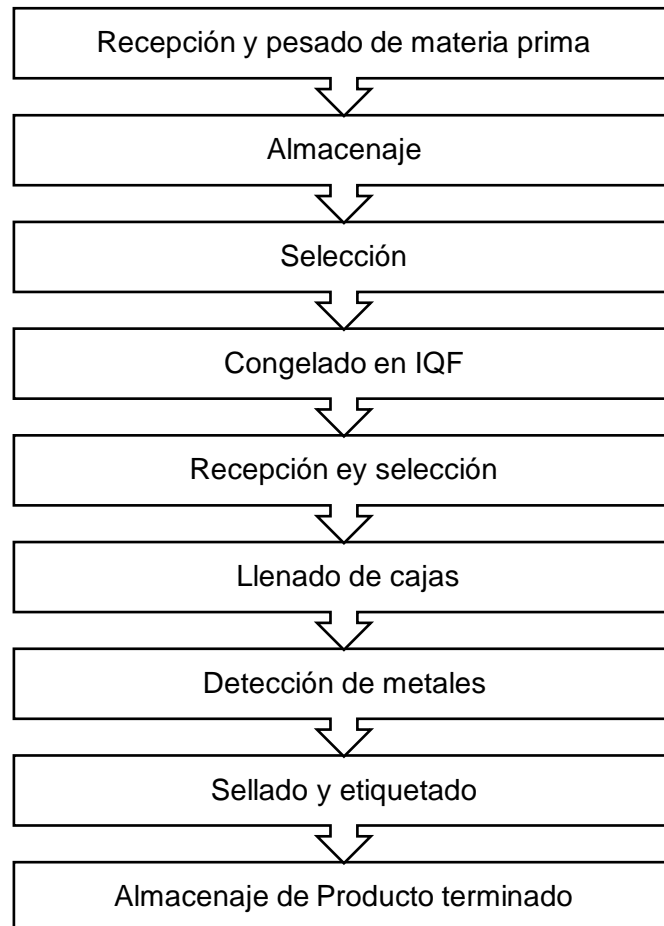 Recepción y pesado de materia prima
Almacenaje
Selección
Congelado en IQF
Recepción ey selección
Llenado de cajas
Detección de metales
Sellado y etiquetado
Almacenaje de Producto terminado